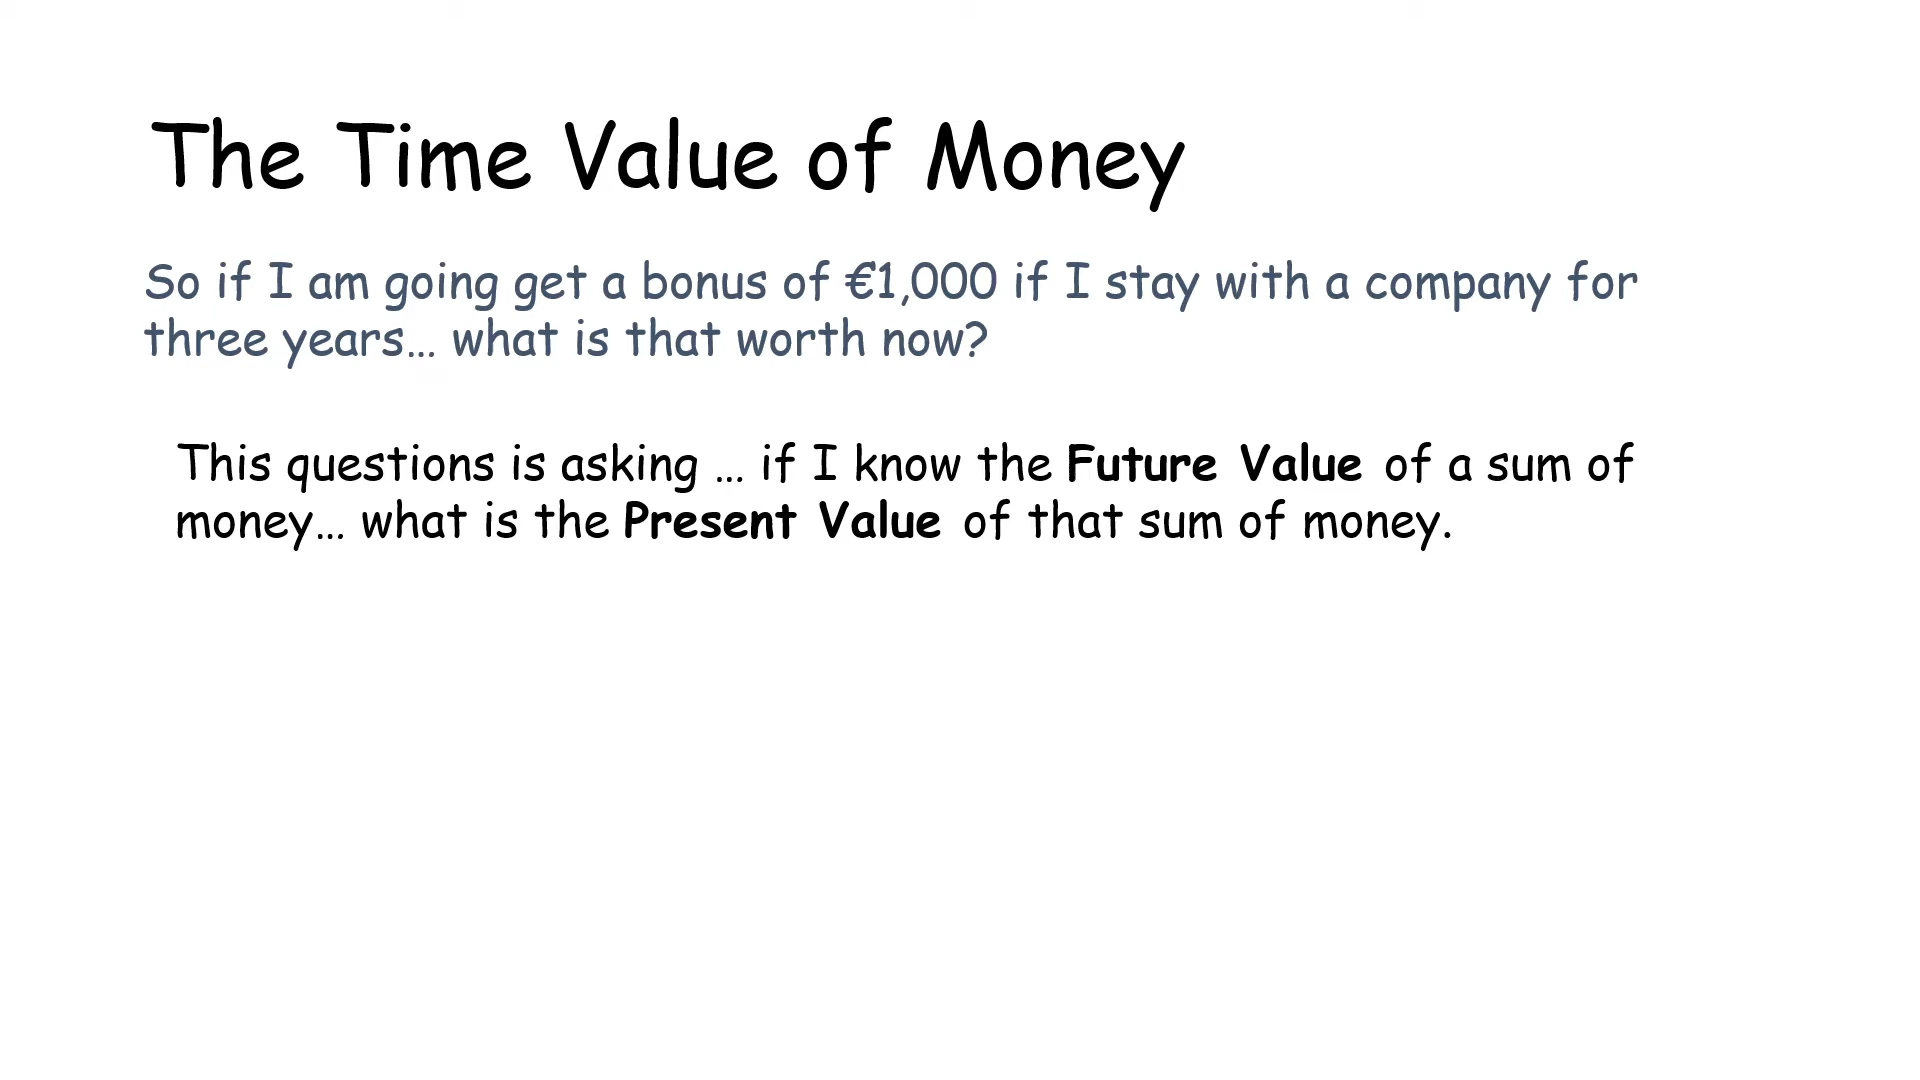 The Time Value of Money
So if I am going get a bonus of €1,000 if I stay with a company for
three years... what is that worth now?
This questions is asking ... if I know the Future Value of a sum of
money... what is the Present Value of that sum of money.